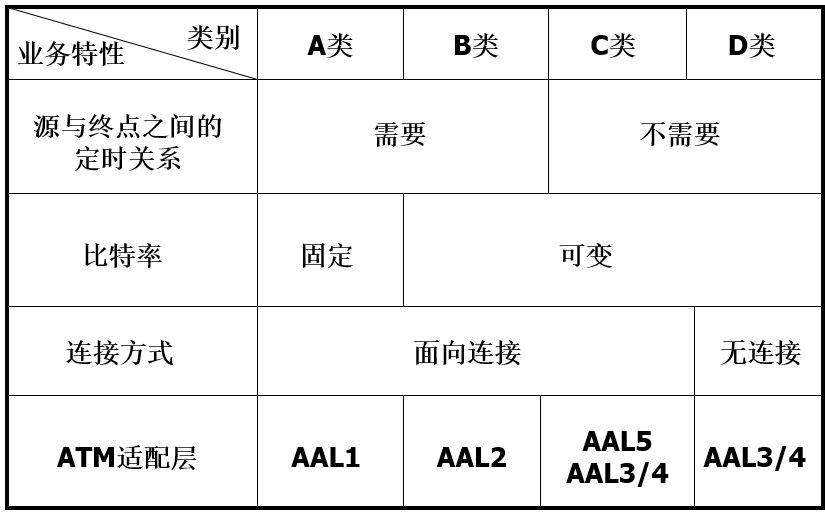 类别
业务特性
A类
B类
C类
D类
源与终点之间的
定时关系
需要
不需要
比特率
固定
可变
连接方式
面向连接
无连接
ATM适配层
AAL1
AAL2
AAL5
AAL3/4
AAL3/4